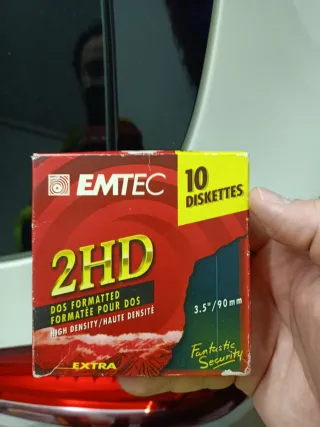 EMTEC
10
DISKETTES
2HD
DOS FORMATTED
FORMATÉE POUR DOS
HIGH DENSITY/HAUTE DENSITÉ
3.5"/90mm
EXTRA
Fantastic
Security